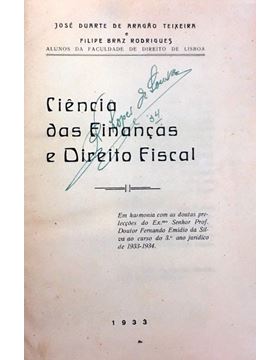 JOSÉ DUARTE DE ARAGÃO TEIXEIRA
e
FILIPE BRAZ RODRIGUES
ALUNOS DA FACULDADE DE DIREITO DE LISBOA
Ciência
das Finanças
e Direito Fiscal
Lopes de
Em harmonia com as doutas pre-
lecções do Ex.mo Senhor Prof.
Doutor Fernando Emídio da Sil-
va ao curso do 3.º ano jurídico
de 1933-1934.
1933